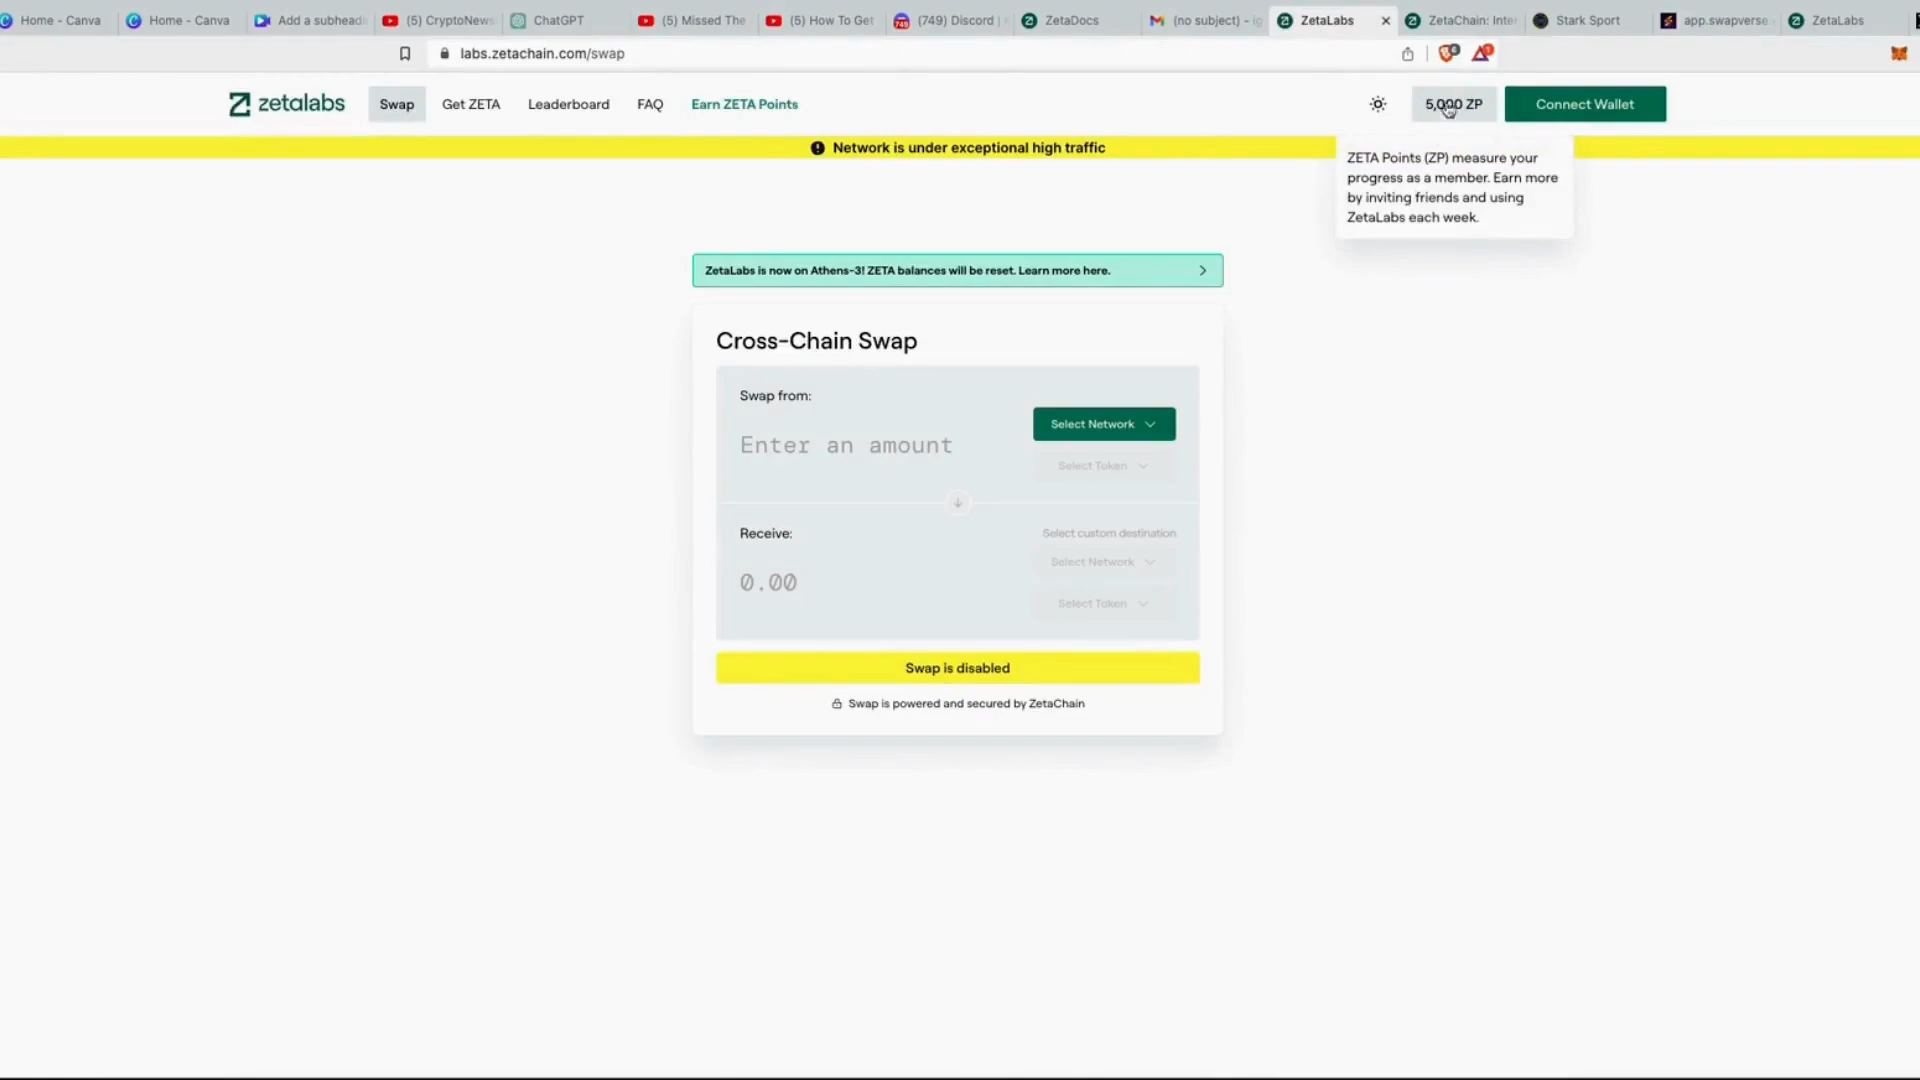 Home - Canva
Home - Canva
Add a subheadi
(5) CryptoNews
ChatGPT
(5) Missed The
(5) How To Get
(749) Discord |
ZetaDocs
(no subject) - ig
ZetaLabs
ZetaChain: Inter
Stark Sport
app.swapverse.
ZetaLabs
labs.zetachain.com/swap
zetalabs
Swap
Get ZETA
Leaderboard
FAQ
Earn ZETA Points
5,000 ZP
Connect Wallet
Network is under exceptional high traffic
ZETA Points (ZP) measure your
progress as a member. Earn more
by inviting friends and using
ZetaLabs each week.
ZetaLabs is now on Athens-3! ZETA balances will be reset. Learn more here.
Cross-Chain Swap
Swap from:
Select Network
Enter an amount
Select Token
Receive:
Select custom destination
Select Network
0.00
Select Token
Swap is disabled
Swap is powered and secured by ZetaChain